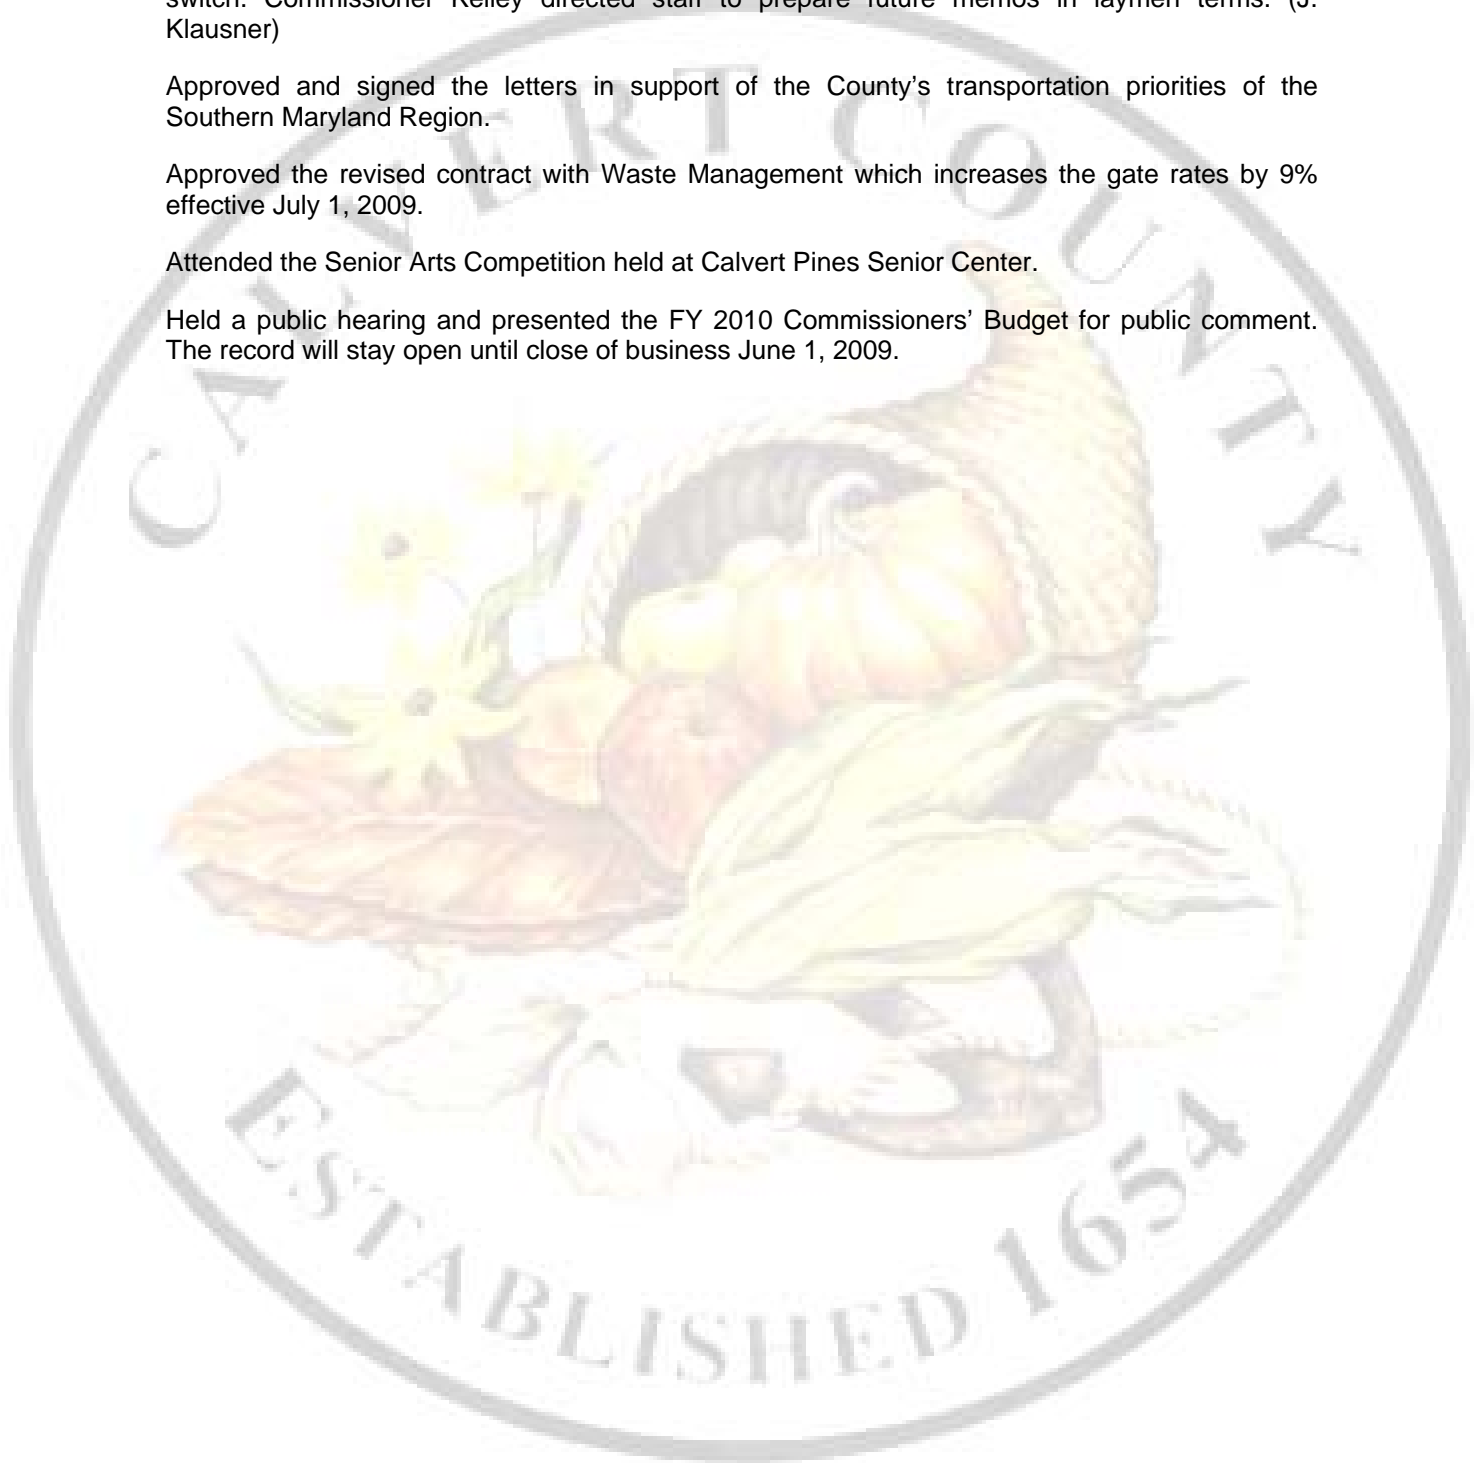 switch. Commissioner Kelley directed staff to prepare future memos in laymen terms. (J.
Klausner)
Approved and signed the letters in support of the County’s transportation priorities of the
Southern Maryland Region.
Approved the revised contract with Waste Management which increases the gate rates by 9%
effective July 1, 2009.
Attended the Senior Arts Competition held at Calvert Pines Senior Center.
Held a public hearing and presented the FY 2010 Commissioners’ Budget for public comment.
The record will stay open until close of business June 1, 2009.
CALVERT COUNTY
ESTABLISHED 1654